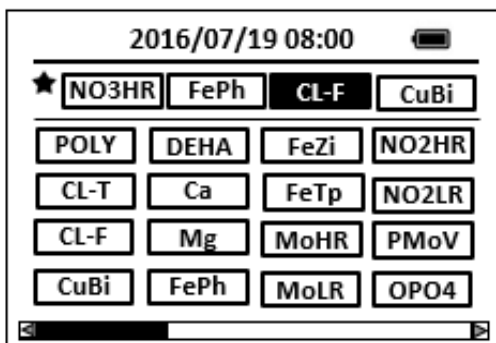 2016/07/19 08:00
NO3HR FePh CL-F CuBi
POLY DEHA FeZi NO2HR
CL-T Ca FeTp NO2LR
CL-F Mg MoHR PMoV
CuBi FePh MoLR OPO4